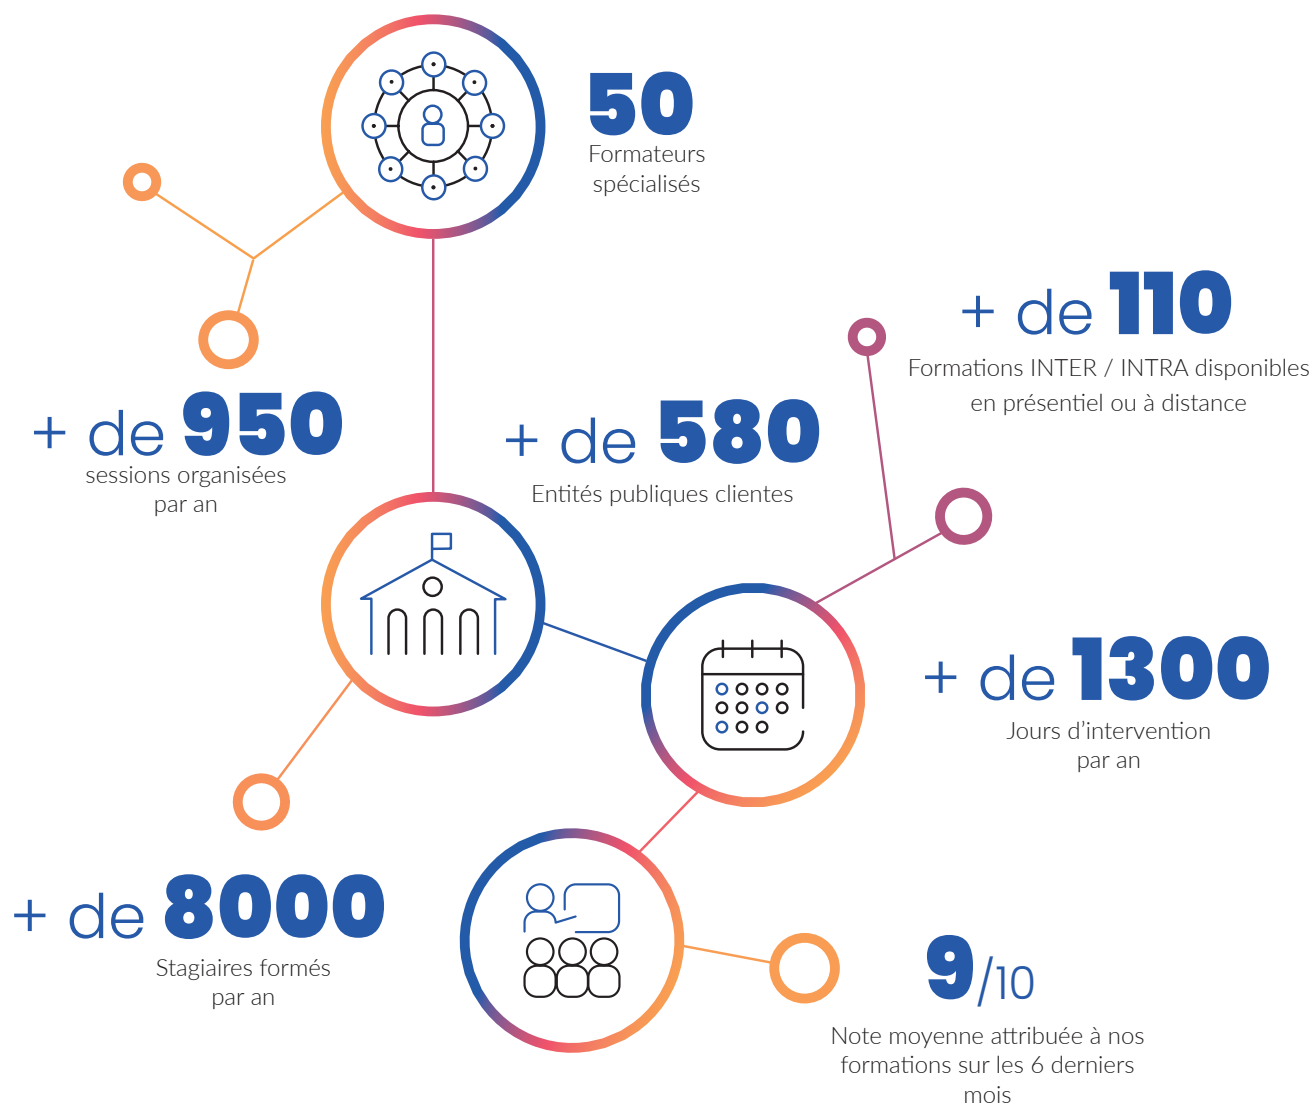 50
Formateurs
spécialisés
+ de 110
Formations INTER / INTRA disponibles
en présentiel ou à distance
+ de 950
sessions organisées
par an
+ de 580
Entités publiques clientes
+ de 1300
Jours d’intervention
par an
+ de 8000
Stagiaires formés
par an
9/10
Note moyenne attribuée à nos
formations sur les 6 derniers
mois